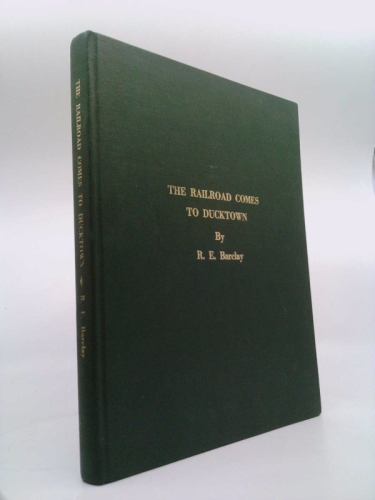 THE RAILROAD COMES
TO DUCKTOWN
By
R. E. Barclay
THE RAILROAD COMES TO DUCKTOWN R. E. Barclay